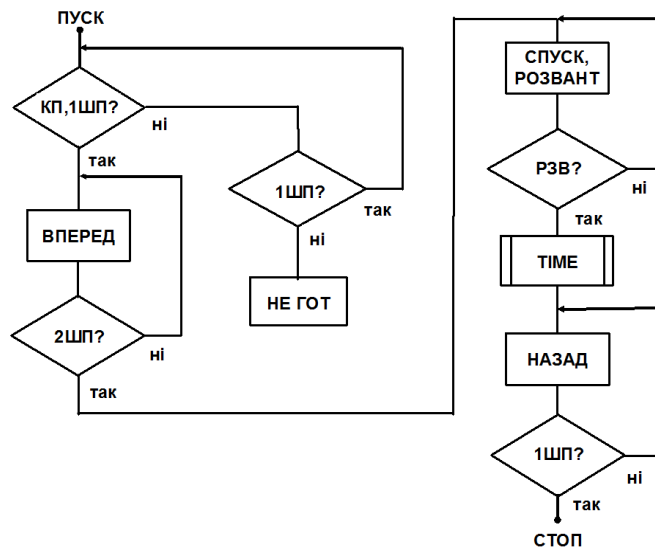 ПУСК
КП,1ШП?
ні
так
1ШП?
так
ні
ВПЕРЕД
НЕ ГОТ
2ШП?
ні
так
СПУСК,
РОЗВАНТ
РЗВ?
ні
так
TIME
НАЗАД
1ШП?
ні
так
СТОП